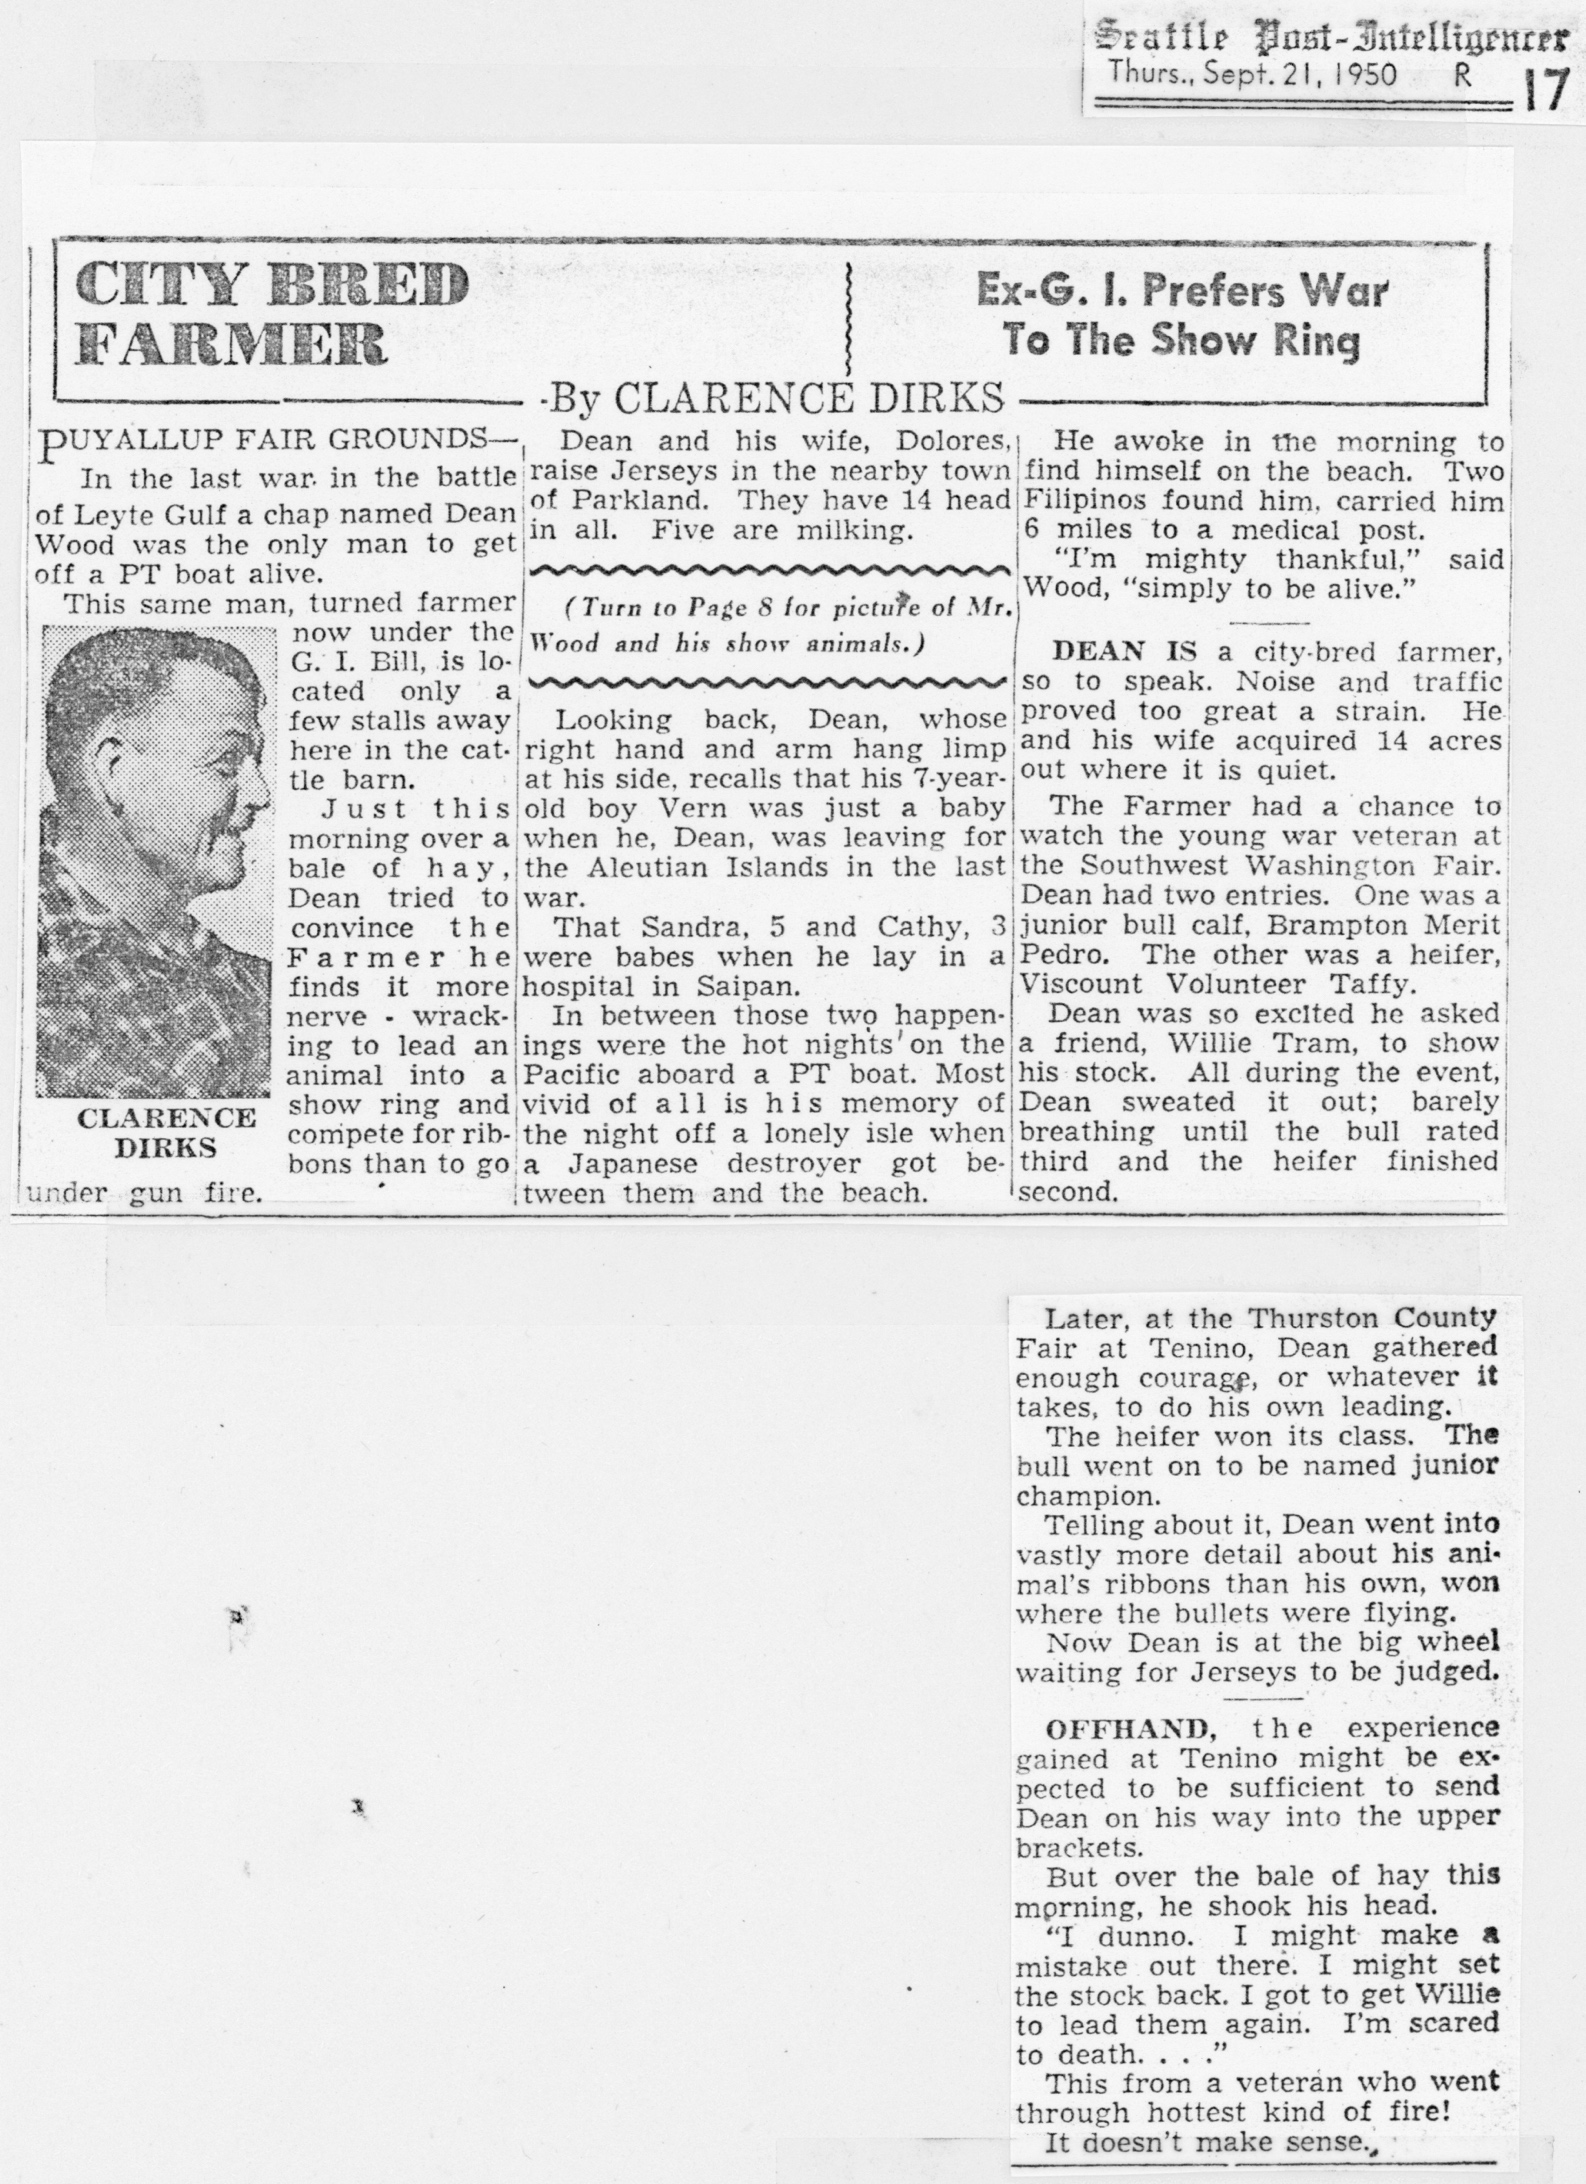 Seattle Post-Intelligencer
Thurs., Sept. 21, 1950 R 17
CITY BRED
FARMER
Ex-G. I. Prefers War
To The Show Ring
-By CLARENCE DIRKS
PUYALLUP FAIR GROUNDS—
In the last war in the battle
of Leyte Gulf a chap named Dean
Wood was the only man to get
off a PT boat alive.
This same man, turned farmer
now under the
G. I. Bill, is lo-
cated only a
few stalls away
here in the cat-
tle barn.
Just this
morning over a
bale of hay,
Dean tried to
convince the
Farmer he
finds it more
nerve - wrack-
ing to lead an
animal into a
show ring and
compete for rib-
bons than to go
under gun fire.
CLARENCE
DIRKS
Dean and his wife, Dolores,
raise Jerseys in the nearby town
of Parkland. They have 14 head
in all. Five are milking.
(Turn to Page 8 for picture of Mr.
Wood and his show animals.)
Looking back, Dean, whose
right hand and arm hang limp
at his side, recalls that his 7-year-
old boy Vern was just a baby
when he, Dean, was leaving for
the Aleutian Islands in the last
war.
That Sandra, 5 and Cathy, 3
were babes when he lay in a
hospital in Saipan.
In between those two happen-
ings were the hot nights on the
Pacific aboard a PT boat. Most
vivid of all is his memory of
the night off a lonely isle when
a Japanese destroyer got be-
tween them and the beach.
He awoke in the morning to
find himself on the beach. Two
Filipinos found him, carried him
6 miles to a medical post.
“I’m mighty thankful,” said
Wood, “simply to be alive.”
DEAN IS a city-bred farmer,
so to speak. Noise and traffic
proved too great a strain. He
and his wife acquired 14 acres
out where it is quiet.
The Farmer had a chance to
watch the young war veteran at
the Southwest Washington Fair.
Dean had two entries. One was a
junior bull calf, Brampton Merit
Pedro. The other was a heifer,
Viscount Volunteer Taffy.
Dean was so excited he asked
a friend, Willie Tram, to show
his stock. All during the event,
Dean sweated it out; barely
breathing until the bull rated
third and the heifer finished
second.
Later, at the Thurston County
Fair at Tenino, Dean gathered
enough courage, or whatever it
takes, to do his own leading.
The heifer won its class. The
bull went on to be named junior
champion.
Telling about it, Dean went into
vastly more detail about his ani-
mal’s ribbons than his own, won
where the bullets were flying.
Now Dean is at the big wheel
waiting for Jerseys to be judged.
OFFHAND, the experience
gained at Tenino might be ex-
pected to be sufficient to send
Dean on his way into the upper
brackets.
But over the bale of hay this
morning, he shook his head.
“I dunno. I might make a
mistake out there. I might set
the stock back. I got to get Willie
to lead them again. I’m scared
to death. . . .”
This from a veteran who went
through hottest kind of fire!
It doesn’t make sense.